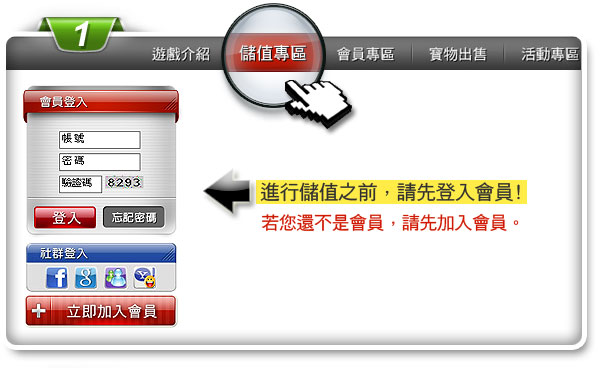 1
遊戲介紹 儲值專區 會員專區 寶物出售 活動專區
會員登入
帳號
密碼
驗證碼 8293
登入 忘記密碼
進行儲值之前，請先登入會員！
若您還不是會員，請先加入會員。
社群登入
f g Y!
+ 立即加入會員